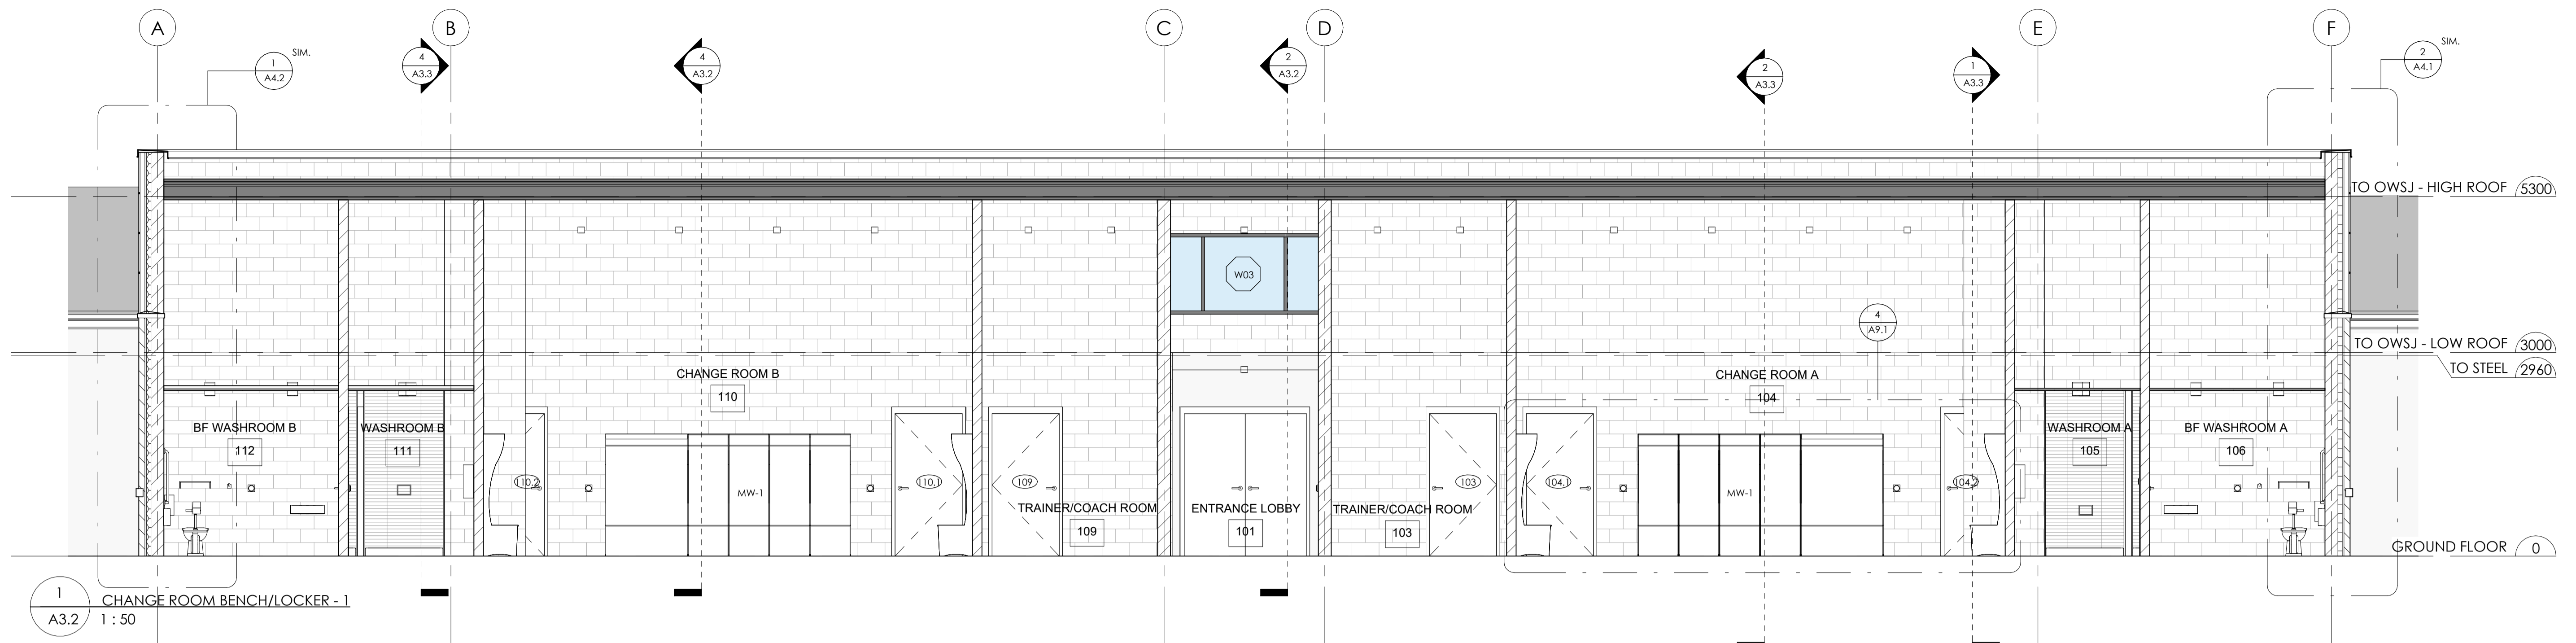 A
B
C
D
E
F
1
A4.2
SIM.
4
A3.3
4
A3.2
2
A3.2
2
A3.3
1
A3.3
2
A4.1
SIM.
TO OWSJ - HIGH ROOF 5300
W03
4
A9.1
TO OWSJ - LOW ROOF 3000
TO STEEL 2960
CHANGE ROOM B
110
CHANGE ROOM A
104
BF WASHROOM B
112
WASHROOM B
111
WASHROOM A
105
BF WASHROOM A
106
110.2
MW-1
110.1
109
103
104.1
MW-1
104.2
TRAINER/COACH ROOM
109
ENTRANCE LOBBY
101
TRAINER/COACH ROOM
103
GROUND FLOOR 0
1
A3.2
CHANGE ROOM BENCH/LOCKER - 1
1 : 50